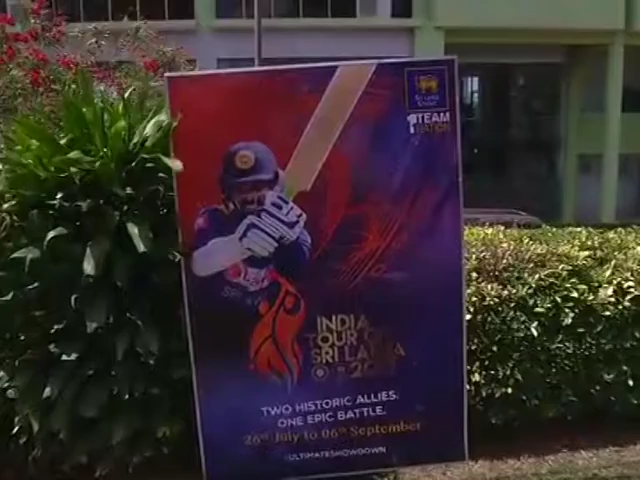 Sri Lanka
Cricket
1TEAM
NATION
INDIA
TOUR OF
SRI LANKA
TWO HISTORIC ALLIES.
ONE EPIC BATTLE.
26th July to 06th September
#ULTIMATESHOWDOWN